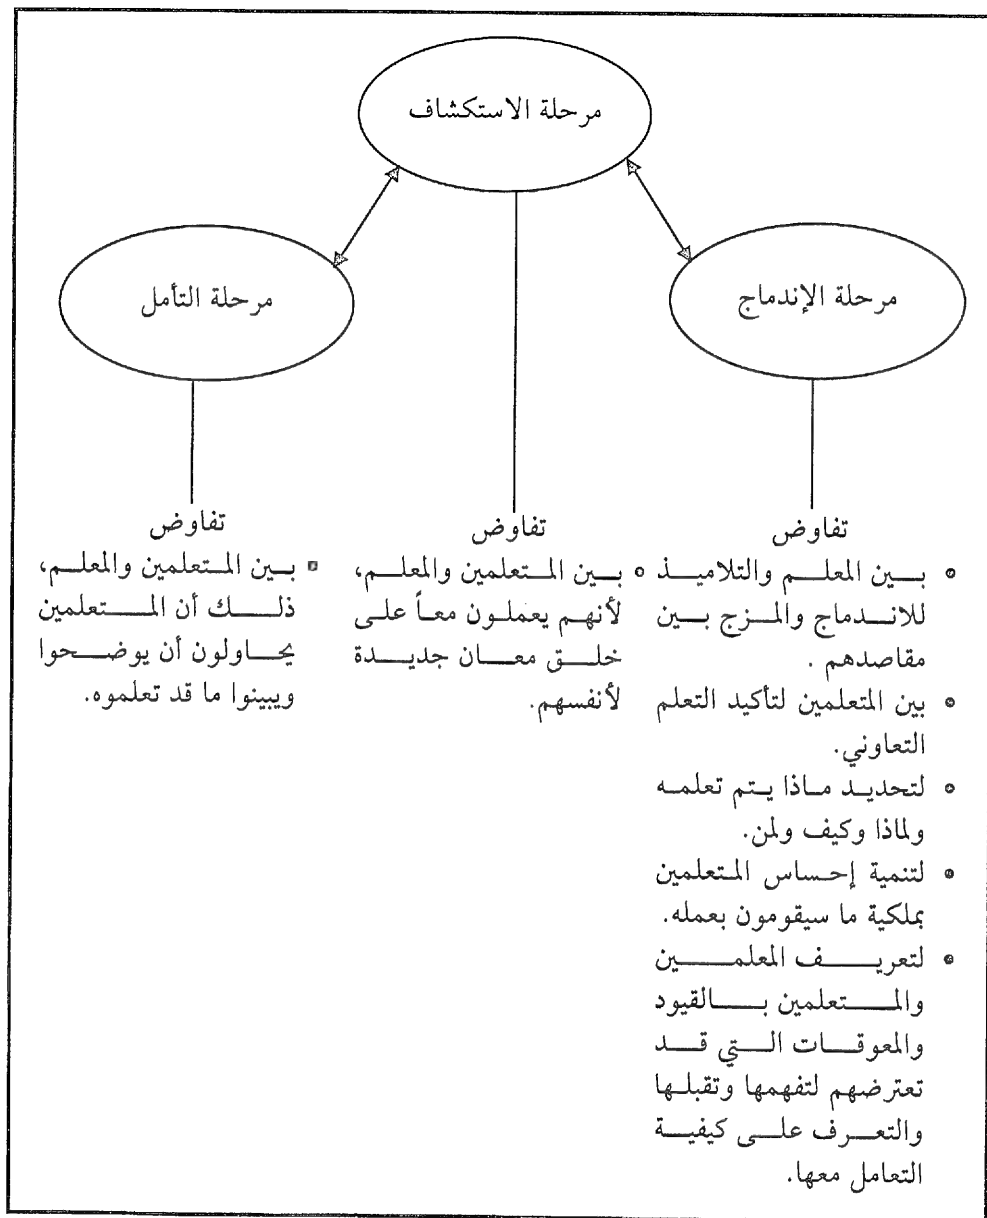 مرحلة الاستكشاف
مرحلة الإندماج
مرحلة التأمل
تفاوض
• بين المعلم والتلاميذ
للاندماج والمزج بين
مقاصدهم .
• بين المتعلمين لتأكيد التعلم
التعاوني.
• لتحديد ماذا يتم تعلمه
ولماذا وكيف ولمن.
• لتنمية إحساس المتعلمين
بملكية ما سيقومون بعمله.
• لتعريف المعلمين
والمتعلمين بالقيود
والمعوقات التي قد
تعترضهم لتفهمها وتقبلها
والتعرف على كيفية
التعامل معها.
تفاوض
• بين المتعلمين والمعلم،
لأنهم يعملون معاً على
خلق معان جديدة
لأنفسهم.
تفاوض
▫ بين المتعلمين والمعلم،
ذلك أن المتعلمين
يحاولون أن يوضحوا
ويبينوا ما قد تعلموه.